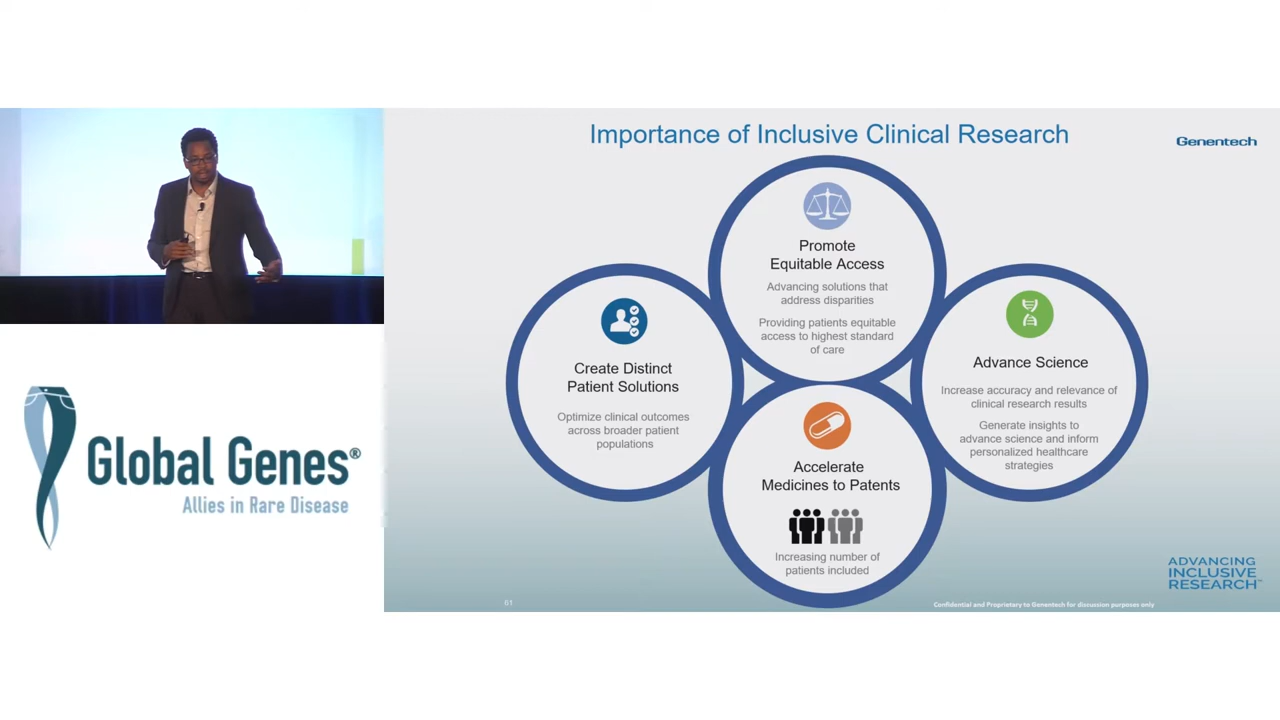 Importance of Inclusive Clinical Research
Genentech
Promote
Equitable Access
Advancing solutions that
address disparities
Providing patients equitable
access to highest standard
of care
Create Distinct
Patient Solutions
Optimize clinical outcomes
across broader patient
populations
Advance Science
Increase accuracy and relevance of
clinical research results
Generate insights to
advance science and inform
personalized healthcare
strategies
Accelerate
Medicines to Patents
Increasing number of
patients included
Global Genes®
Allies in Rare Disease
ADVANCING
INCLUSIVE
RESEARCH™
61
Confidential and Proprietary to Genentech for discussion purposes only